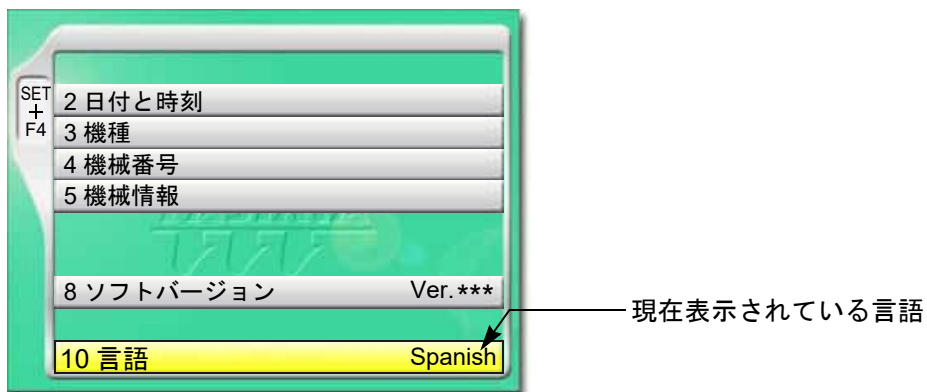 SET
+
F4
2 日付と時刻
3 機種
4 機械番号
5 機械情報
8 ソフトバージョン Ver.***
10 言語 Spanish
現在表示されている言語